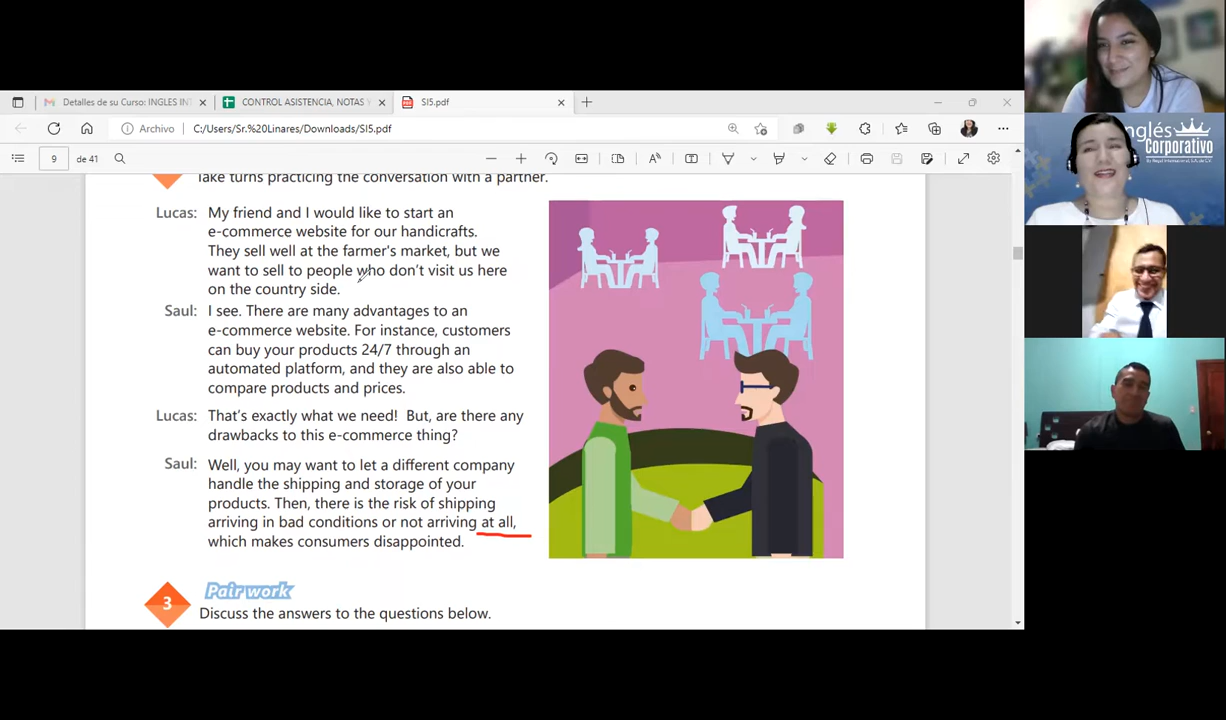 Detalles de su Curso: INGLES INT
CONTROL ASISTENCIA, NOTAS Y
SI5.pdf
Archivo
C:/Users/Sr.%20Linares/Downloads/SI5.pdf
9
de 41
Take turns practicing the conversation with a partner.
Lucas: My friend and I would like to start an
e-commerce website for our handicrafts.
They sell well at the farmer's market, but we
want to sell to people who don't visit us here
on the country side.
Saul: I see. There are many advantages to an
e-commerce website. For instance, customers
can buy your products 24/7 through an
automated platform, and they are also able to
compare products and prices.
Lucas: That's exactly what we need! But, are there any
drawbacks to this e-commerce thing?
Saul: Well, you may want to let a different company
handle the shipping and storage of your
products. Then, there is the risk of shipping
arriving in bad conditions or not arriving at all,
which makes consumers disappointed.
3
Pair work
Discuss the answers to the questions below.
nglés
Corporativo